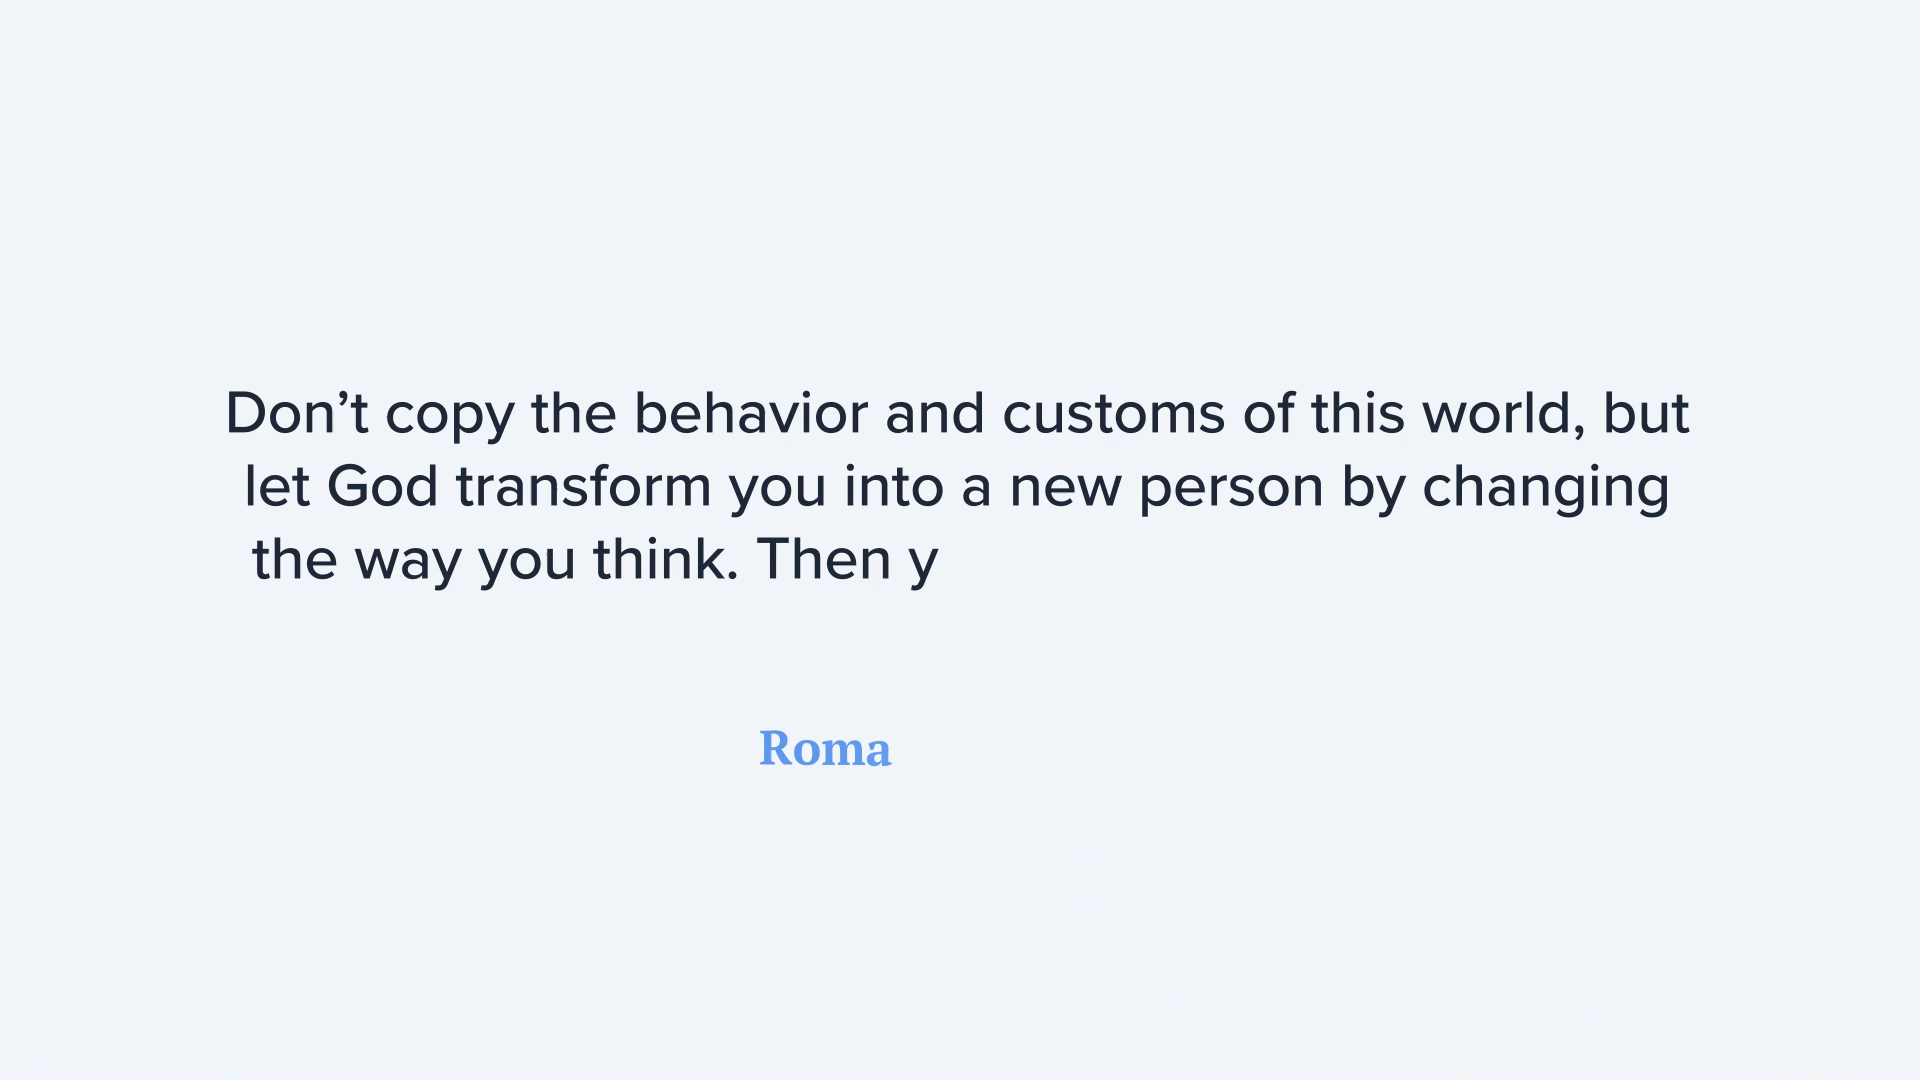 Don’t copy the behavior and customs of this world, but
let God transform you into a new person by changing
the way you think. Then y
Roma